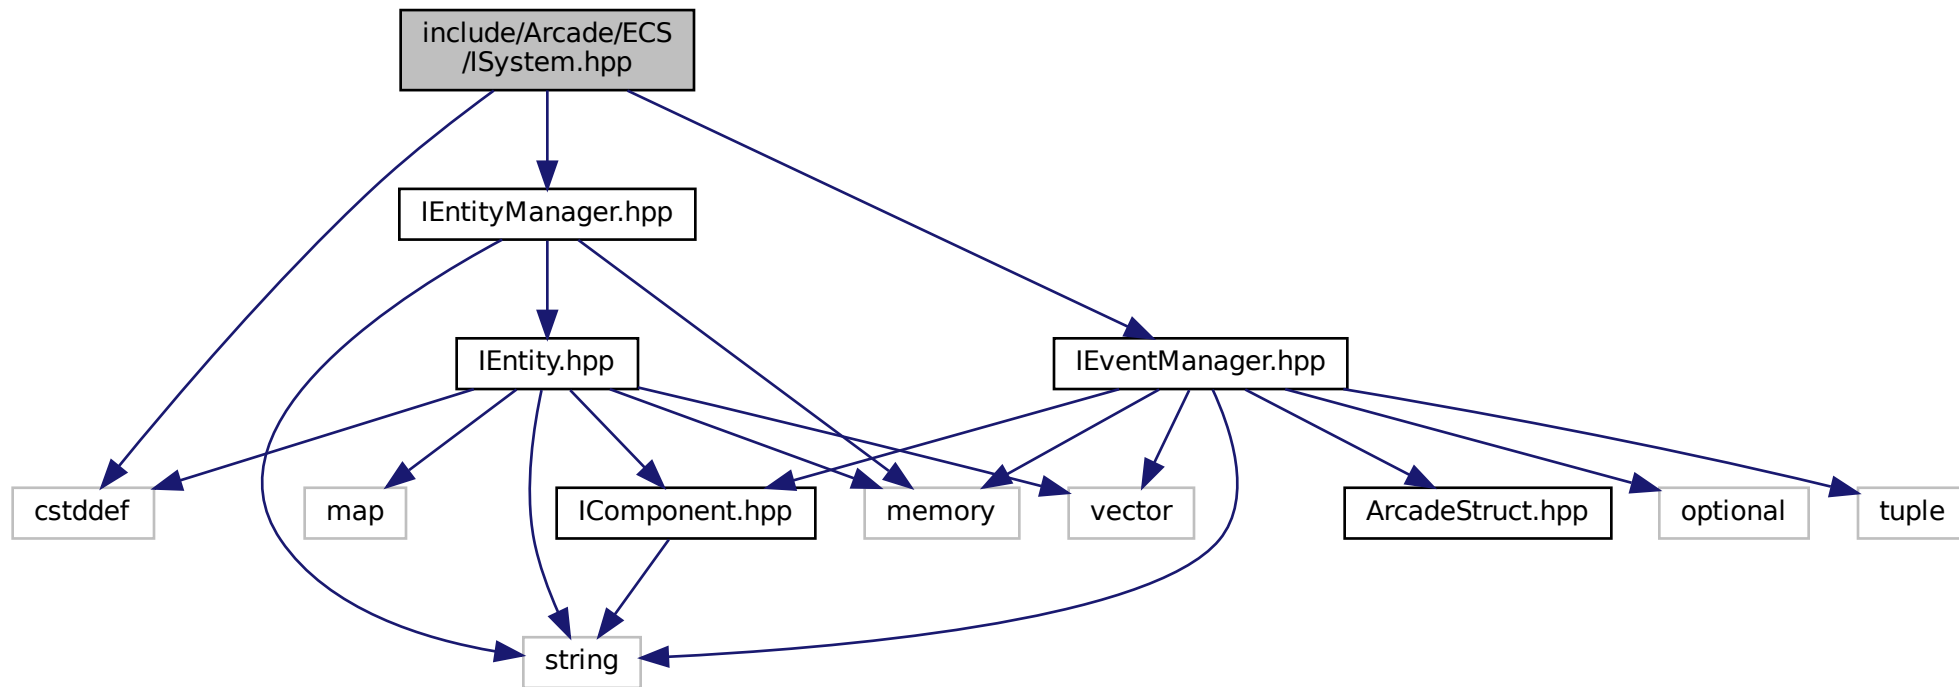 include/Arcade/ECS
/ISystem.hpp
IEntityManager.hpp
IEntity.hpp
IEventManager.hpp
cstddef
map
IComponent.hpp
memory
vector
ArcadeStruct.hpp
optional
tuple
string